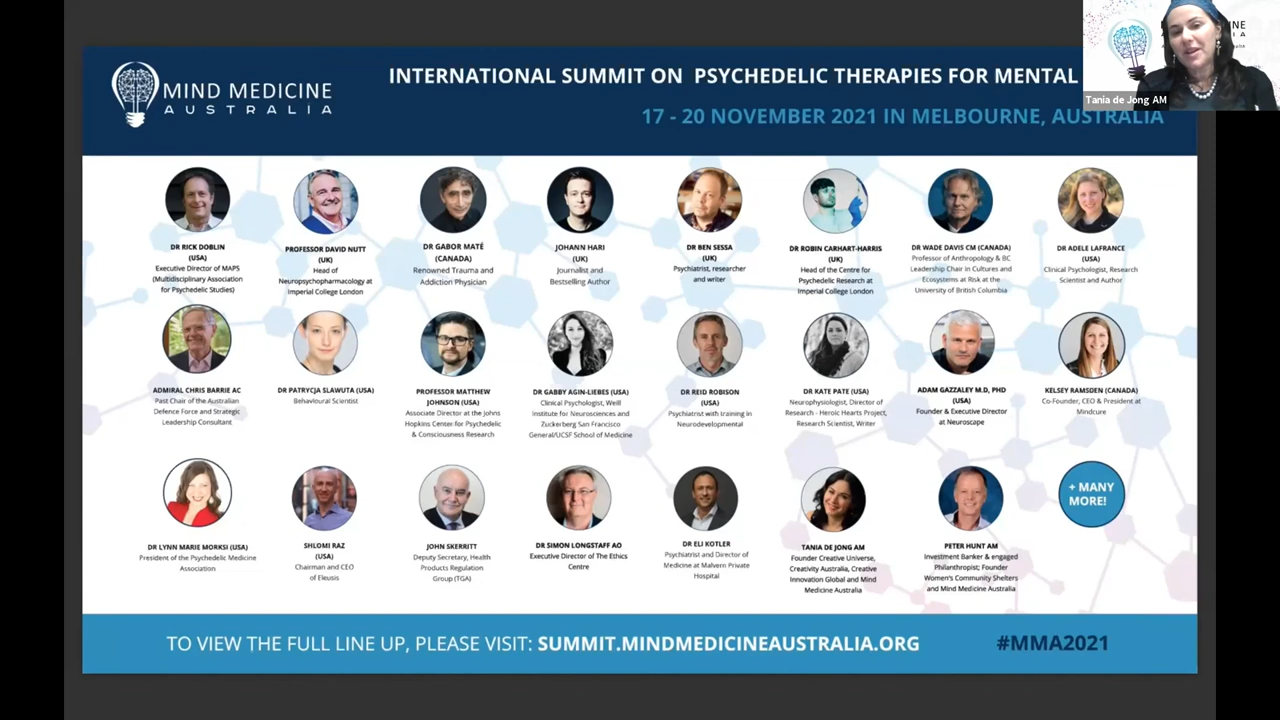 MIND MEDICINE
AUSTRALIA
INTERNATIONAL SUMMIT ON PSYCHEDELIC THERAPIES FOR MENTAL
17 - 20 NOVEMBER 2021 IN MELBOURNE, AUSTRALIA
Tania de Jong AM
DR RICK DOBLIN
(USA)
Executive Director of MAPS
(Multidisciplinary Association
for Psychedelic Studies)
PROFESSOR DAVID NUTT
(UK)
Head of
Neuropsychopharmacology at
Imperial College London
DR GABOR MATÉ
(CANADA)
Renowned Trauma and
Addiction Physician
JOHANN HARI
(UK)
Journalist and
Bestselling Author
DR BEN SESSA
(UK)
Psychiatrist, researcher
and writer
DR ROBIN CARHART-HARRIS
(UK)
Head of the Centre for
Psychedelic Research at
Imperial College London
DR WADE DAVIS CM (CANADA)
Professor of Anthropology & BC
Leadership Chair in Cultures and
Ecosystems at Risk at the
University of British Columbia
DR ADELE LAFRANCE
(USA)
Clinical Psychologist, Research
Scientist and Author
ADMIRAL CHRIS BARRIE AC
Past Chair of the Australian
Defence Force and Strategic
Leadership Consultant
DR PATRYCJA SLAWUTA (USA)
Behavioural Scientist
PROFESSOR MATTHEW
JOHNSON (USA)
Associate Director at the Johns
Hopkins Center for Psychedelic
& Consciousness Research
DR GABBY AGIN-LIEBES (USA)
Clinical Psychologist, Weill
Institute for Neurosciences and
Zuckerberg San Francisco
General/UCSF School of Medicine
DR REID ROBISON
(USA)
Psychiatrist with training in
Neurodevelopmental
DR KATE PATE (USA)
Neurophysiologist, Director of
Research - Heroic Hearts Project,
Research Scientist, Writer
ADAM GAZZALEY M.D, PHD
(USA)
Founder & Executive Director
at Neuroscape
KELSEY RAMSDEN (CANADA)
Co-Founder, CEO & President at
Mindcure
DR LYNN MARIE MORKSI (USA)
President of the Psychedelic Medicine
Association
SHLOMI RAZ
(USA)
Chairman and CEO
of Eleusis
JOHN SKERRITT
Deputy Secretary, Health
Products Regulation
Group (TGA)
DR SIMON LONGSTAFF AO
Executive Director of The Ethics
Centre
DR ELI KOTLER
Psychiatrist and Director of
Medicine at Malvern Private
Hospital
TANIA DE JONG AM
Founder Creative Universe,
Creativity Australia, Creative
Innovation Global and Mind
Medicine Australia
PETER HUNT AM
Investment Banker & engaged
Philanthropist; Founder
Women's Community Shelters
and Mind Medicine Australia
+ MANY
MORE!
TO VIEW THE FULL LINE UP, PLEASE VISIT: SUMMIT.MINDMEDICINEAUSTRALIA.ORG
#MMA2021